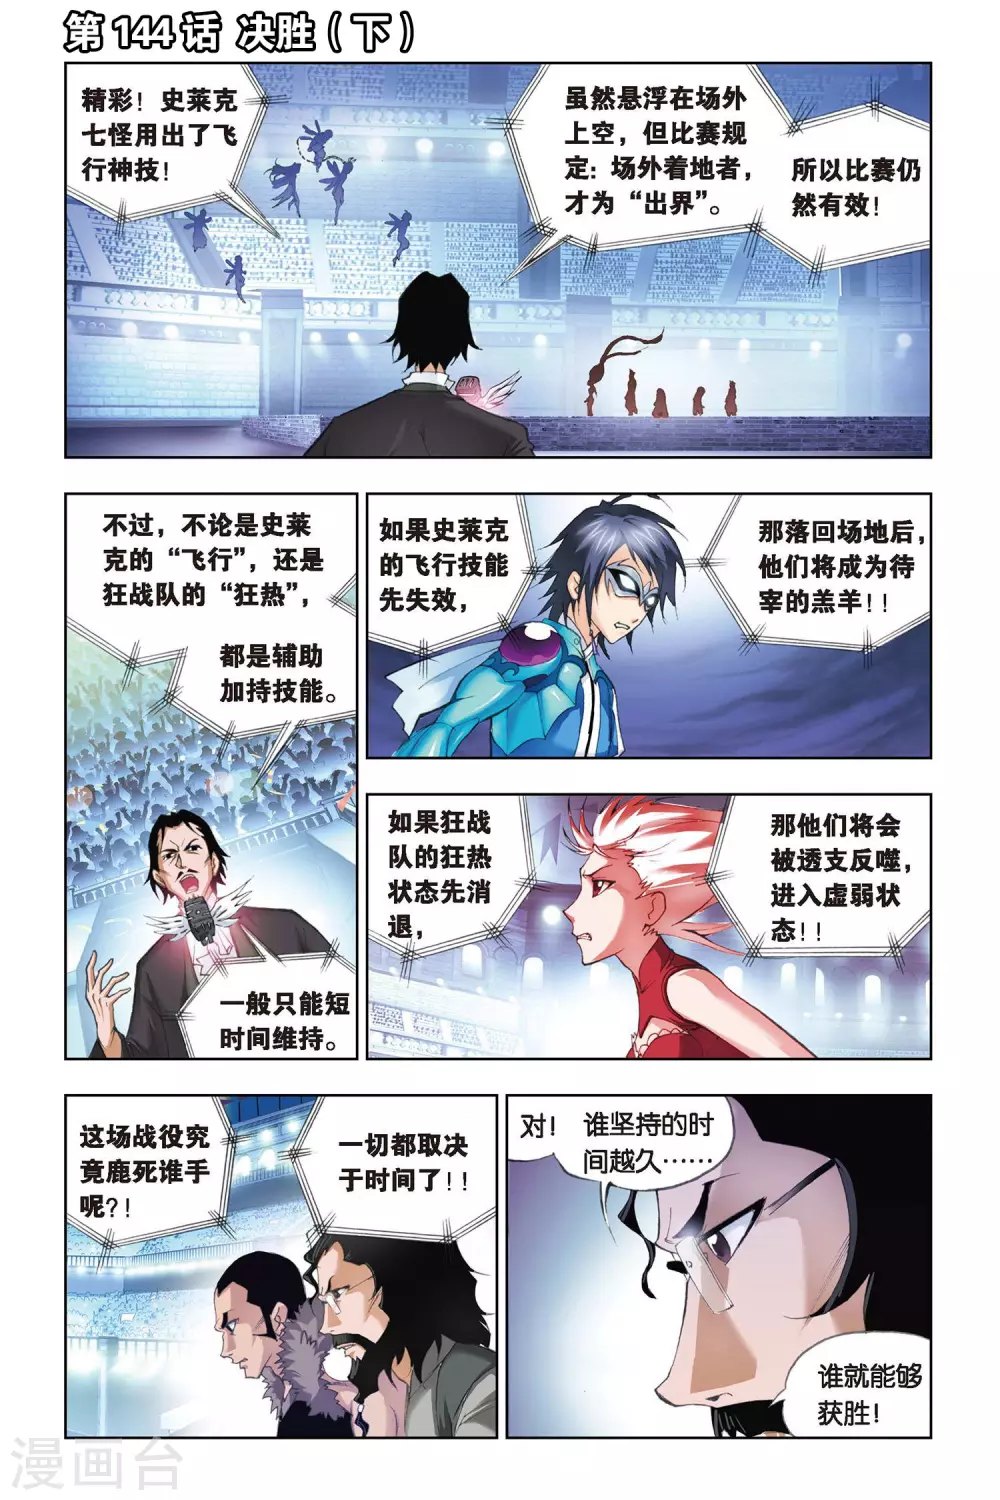 第144话 决胜（下）
精彩！史莱克
七怪用出了飞
行神技！
虽然悬浮在场外
上空，但比赛规
定：场外着地者，
才为“出界”。
所以比赛仍
然有效！
不过，不论是史莱
克的“飞行”，还是
狂战队的“狂热”，
都是辅助
加持技能。
一般只能短
时间维持。
如果史莱克
的飞行技能
先失效，
那落回场地后，
他们将成为待
宰的羔羊！！
如果狂战
队的狂热
状态先消
退，
那他们将会
被透支反噬，
进入虚弱状
态！！
这场战役究
竟鹿死谁手
呢？！
一切都取决
于时间了！！
对！谁坚持的时
间越久……
谁就能够
获胜！
漫画台